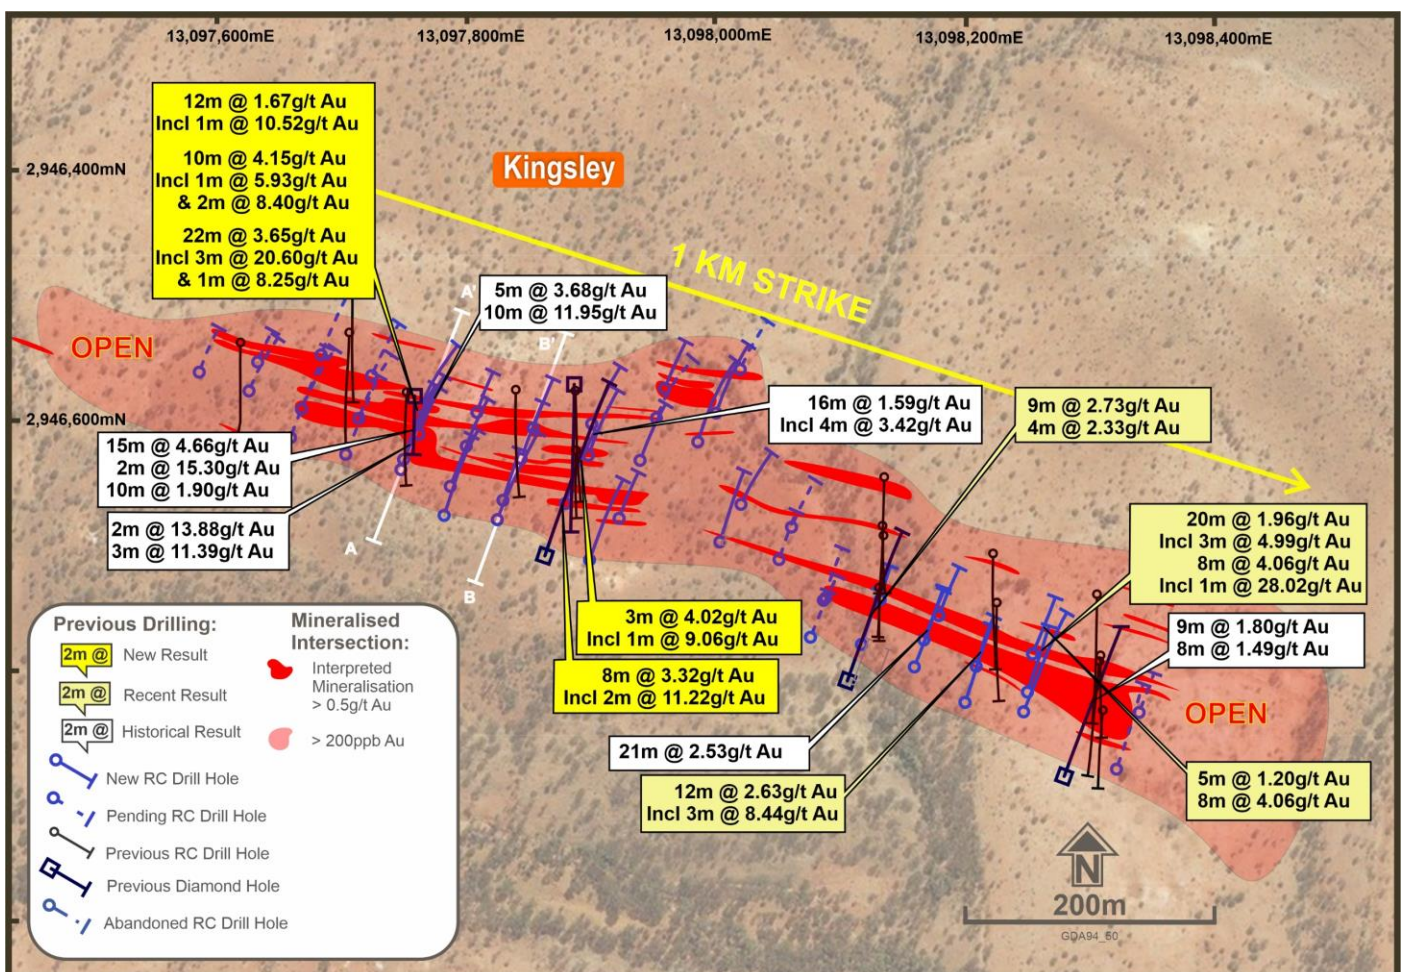 13,097,600mE
13,097,800mE
13,098,000mE
13,098,200mE
13,098,400mE
2,946,400mN
2,946,600mN
12m @ 1.67g/t Au
Incl 1m @ 10.52g/t Au
10m @ 4.15g/t Au
Incl 1m @ 5.93g/t Au
& 2m @ 8.40g/t Au
22m @ 3.65g/t Au
Incl 3m @ 20.60g/t Au
& 1m @ 8.25g/t Au
Kingsley
1 KM STRIKE
A'
5m @ 3.68g/t Au
10m @ 11.95g/t Au
B'
OPEN
16m @ 1.59g/t Au
Incl 4m @ 3.42g/t Au
9m @ 2.73g/t Au
4m @ 2.33g/t Au
15m @ 4.66g/t Au
2m @ 15.30g/t Au
10m @ 1.90g/t Au
2m @ 13.88g/t Au
3m @ 11.39g/t Au
A
B
20m @ 1.96g/t Au
Incl 3m @ 4.99g/t Au
8m @ 4.06g/t Au
Incl 1m @ 28.02g/t Au
3m @ 4.02g/t Au
Incl 1m @ 9.06g/t Au
9m @ 1.80g/t Au
8m @ 1.49g/t Au
8m @ 3.32g/t Au
Incl 2m @ 11.22g/t Au
OPEN
21m @ 2.53g/t Au
12m @ 2.63g/t Au
Incl 3m @ 8.44g/t Au
5m @ 1.20g/t Au
8m @ 4.06g/t Au
Previous Drilling:
2m @ New Result
2m @ Recent Result
2m @ Historical Result
New RC Drill Hole
Pending RC Drill Hole
Previous RC Drill Hole
Previous Diamond Hole
Abandoned RC Drill Hole
Mineralised
Intersection:
Interpreted
Mineralisation
> 0.5g/t Au
> 200ppb Au
N
200m
GDA94_50